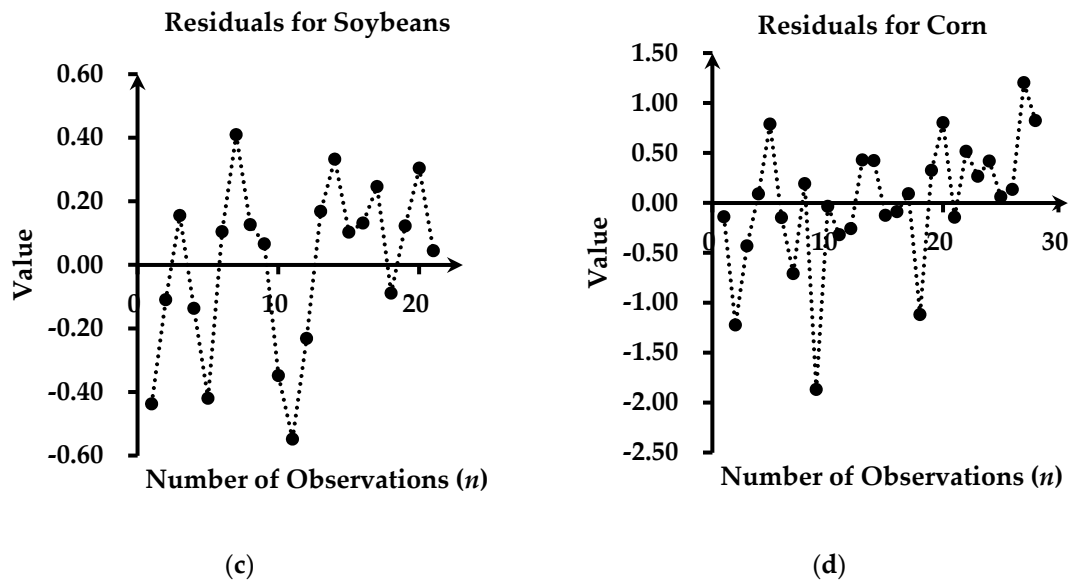 Residuals for Soybeans
0.60
0.40
0.20
0.00
-0.20
-0.40
-0.60
0
10
20
Value
Number of Observations (n)
(c)
Residuals for Corn
1.50
1.00
0.50
0.00
-0.50
-1.00
-1.50
-2.00
-2.50
0
10
20
30
Value
Number of Observations (n)
(d)